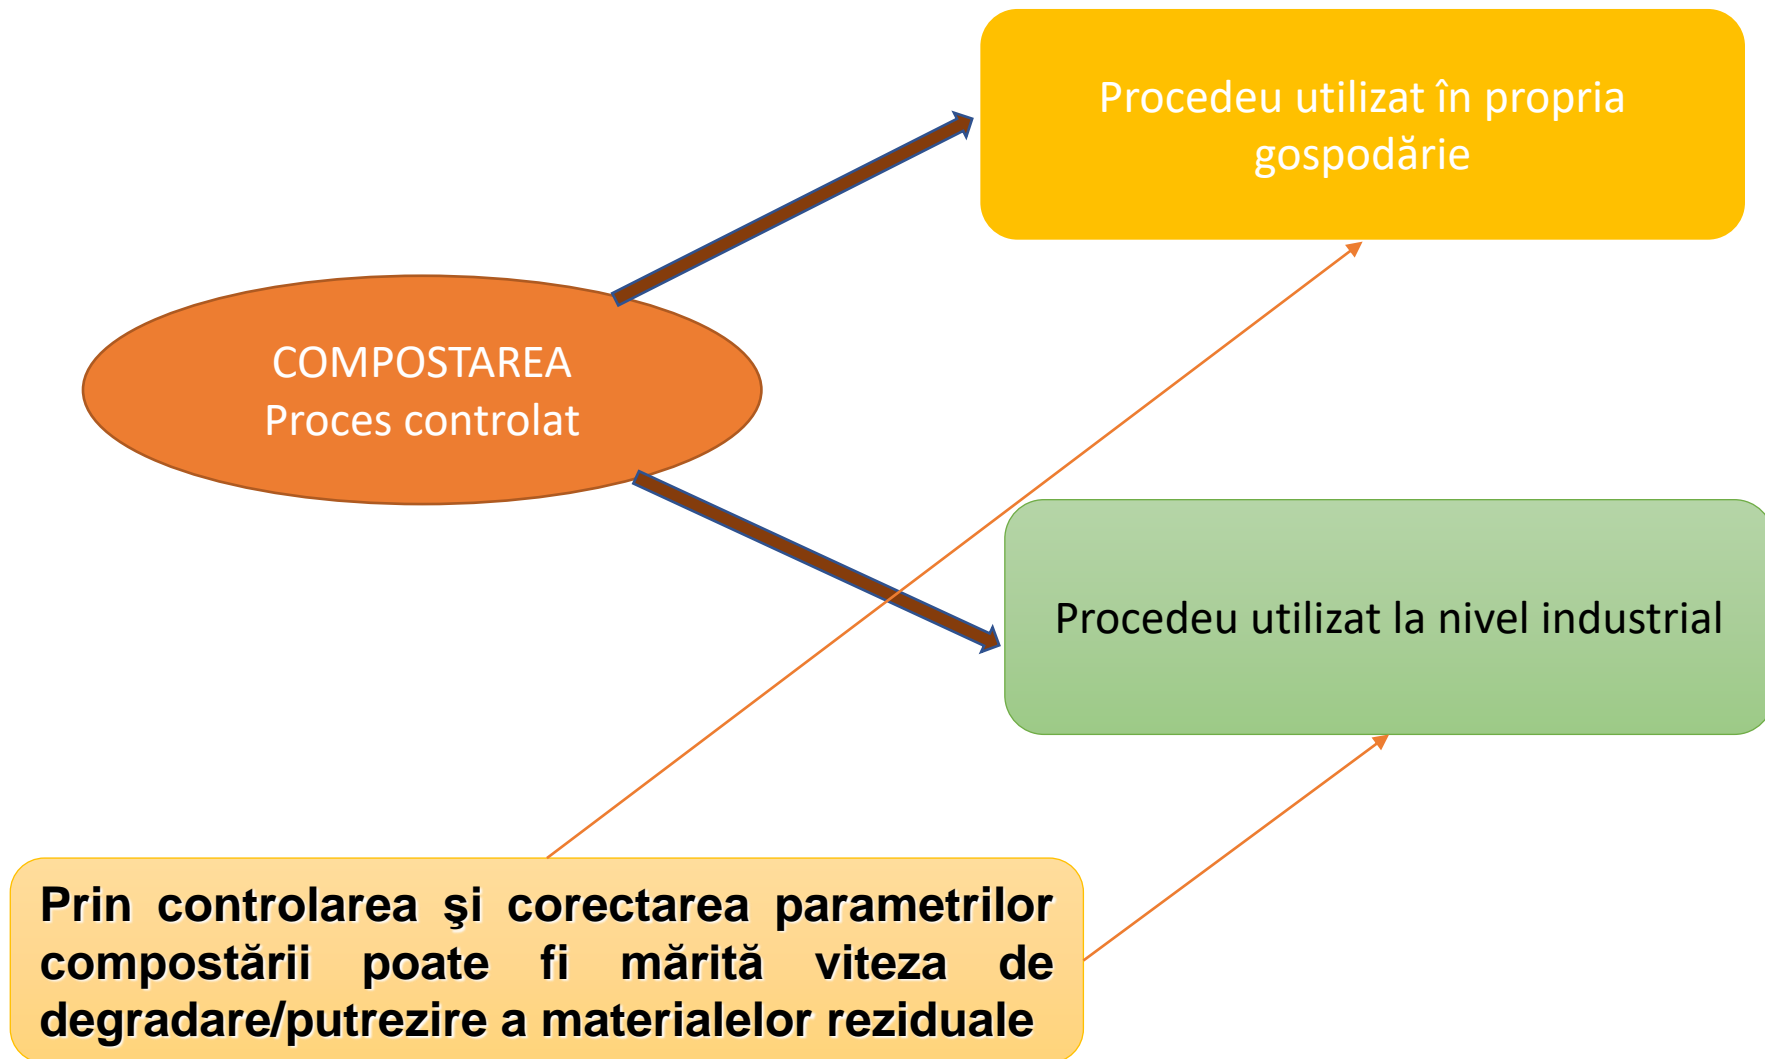 Procedeu utilizat în propria
gospodărie
COMPOSTAREA
Proces controlat
Procedeu utilizat la nivel industrial
Prin controlarea şi corectarea parametrilor
compostării poate fi mărită viteza de
degradare/putrezire a materialelor reziduale